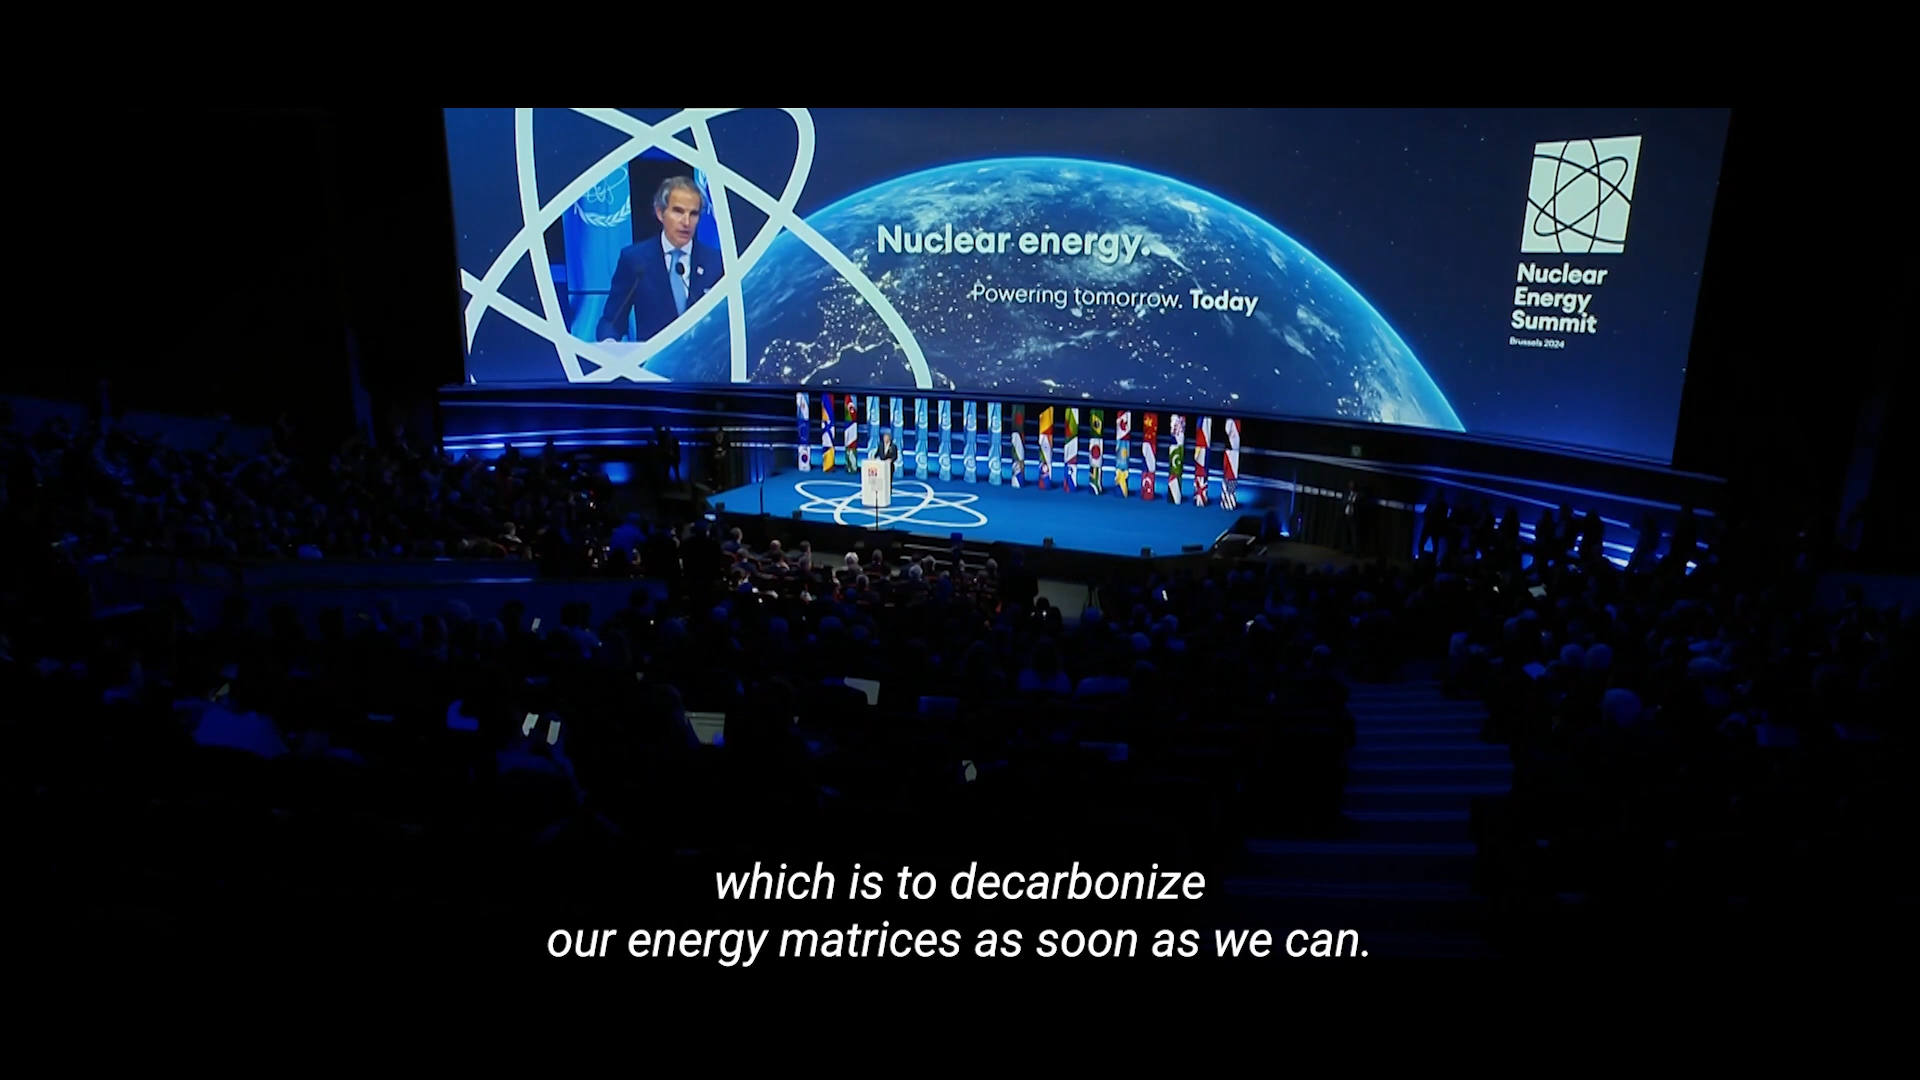 Nuclear energy.
Powering tomorrow. Today
Nuclear
Energy
Summit
Brussels 2024
which is to decarbonize
our energy matrices as soon as we can.